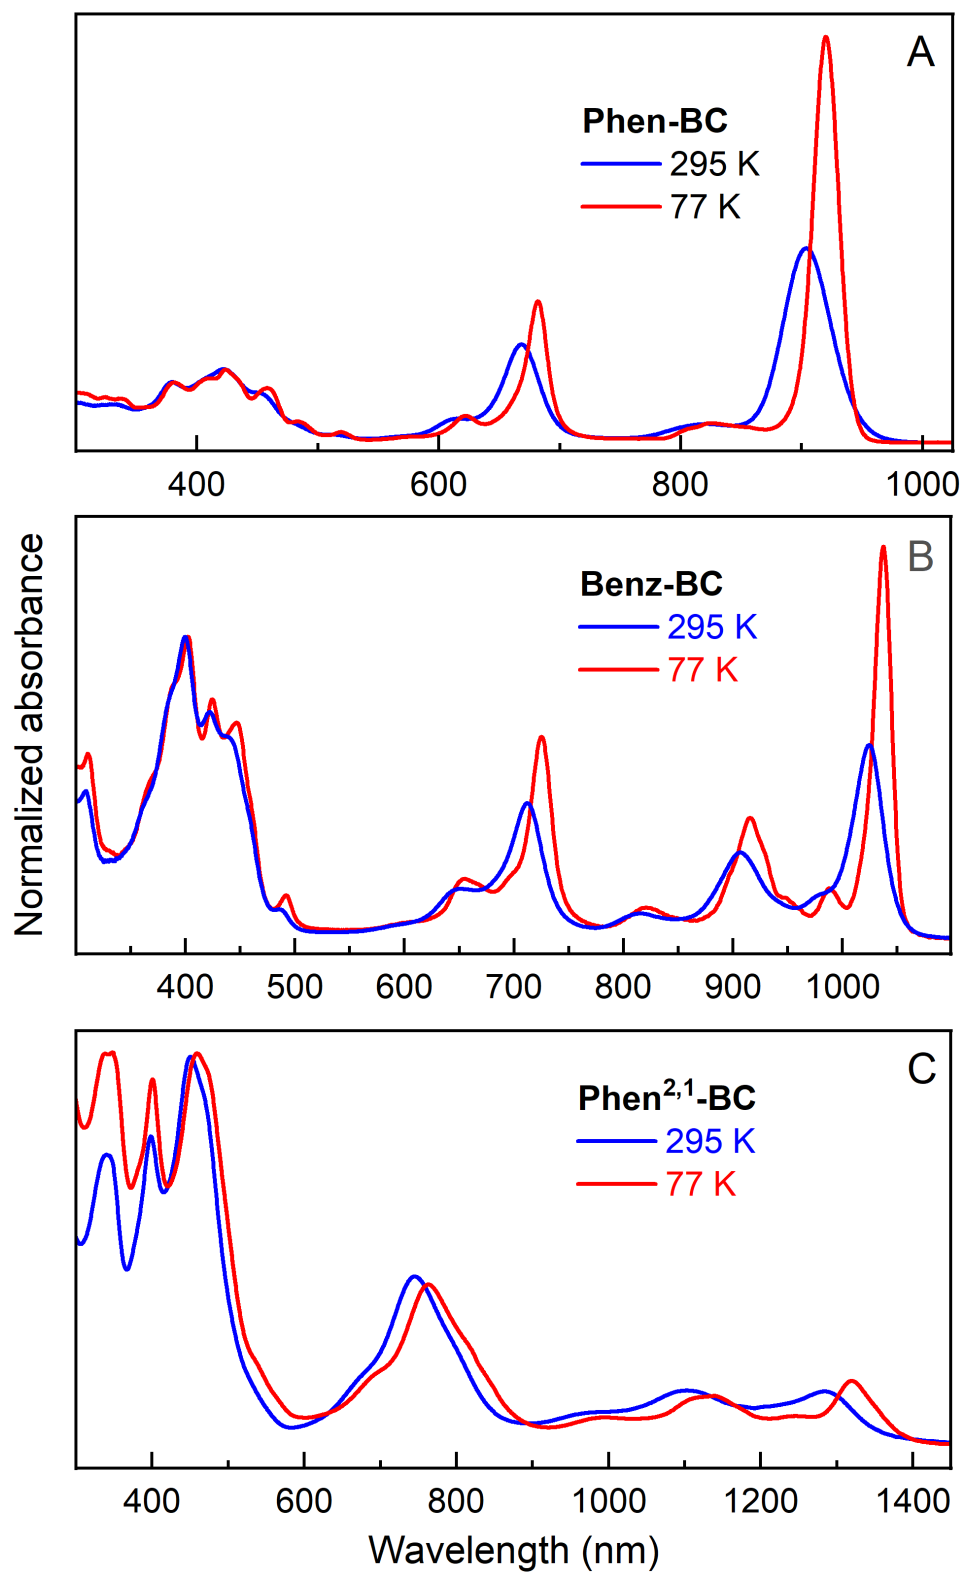 A
Phen-BC
295 K
77 K
400 600 800 1000
Normalized absorbance
B
Benz-BC
295 K
77 K
400 500 600 700 800 900 1000
C
Phen²,¹-BC
295 K
77 K
400 600 800 1000 1200 1400
Wavelength (nm)